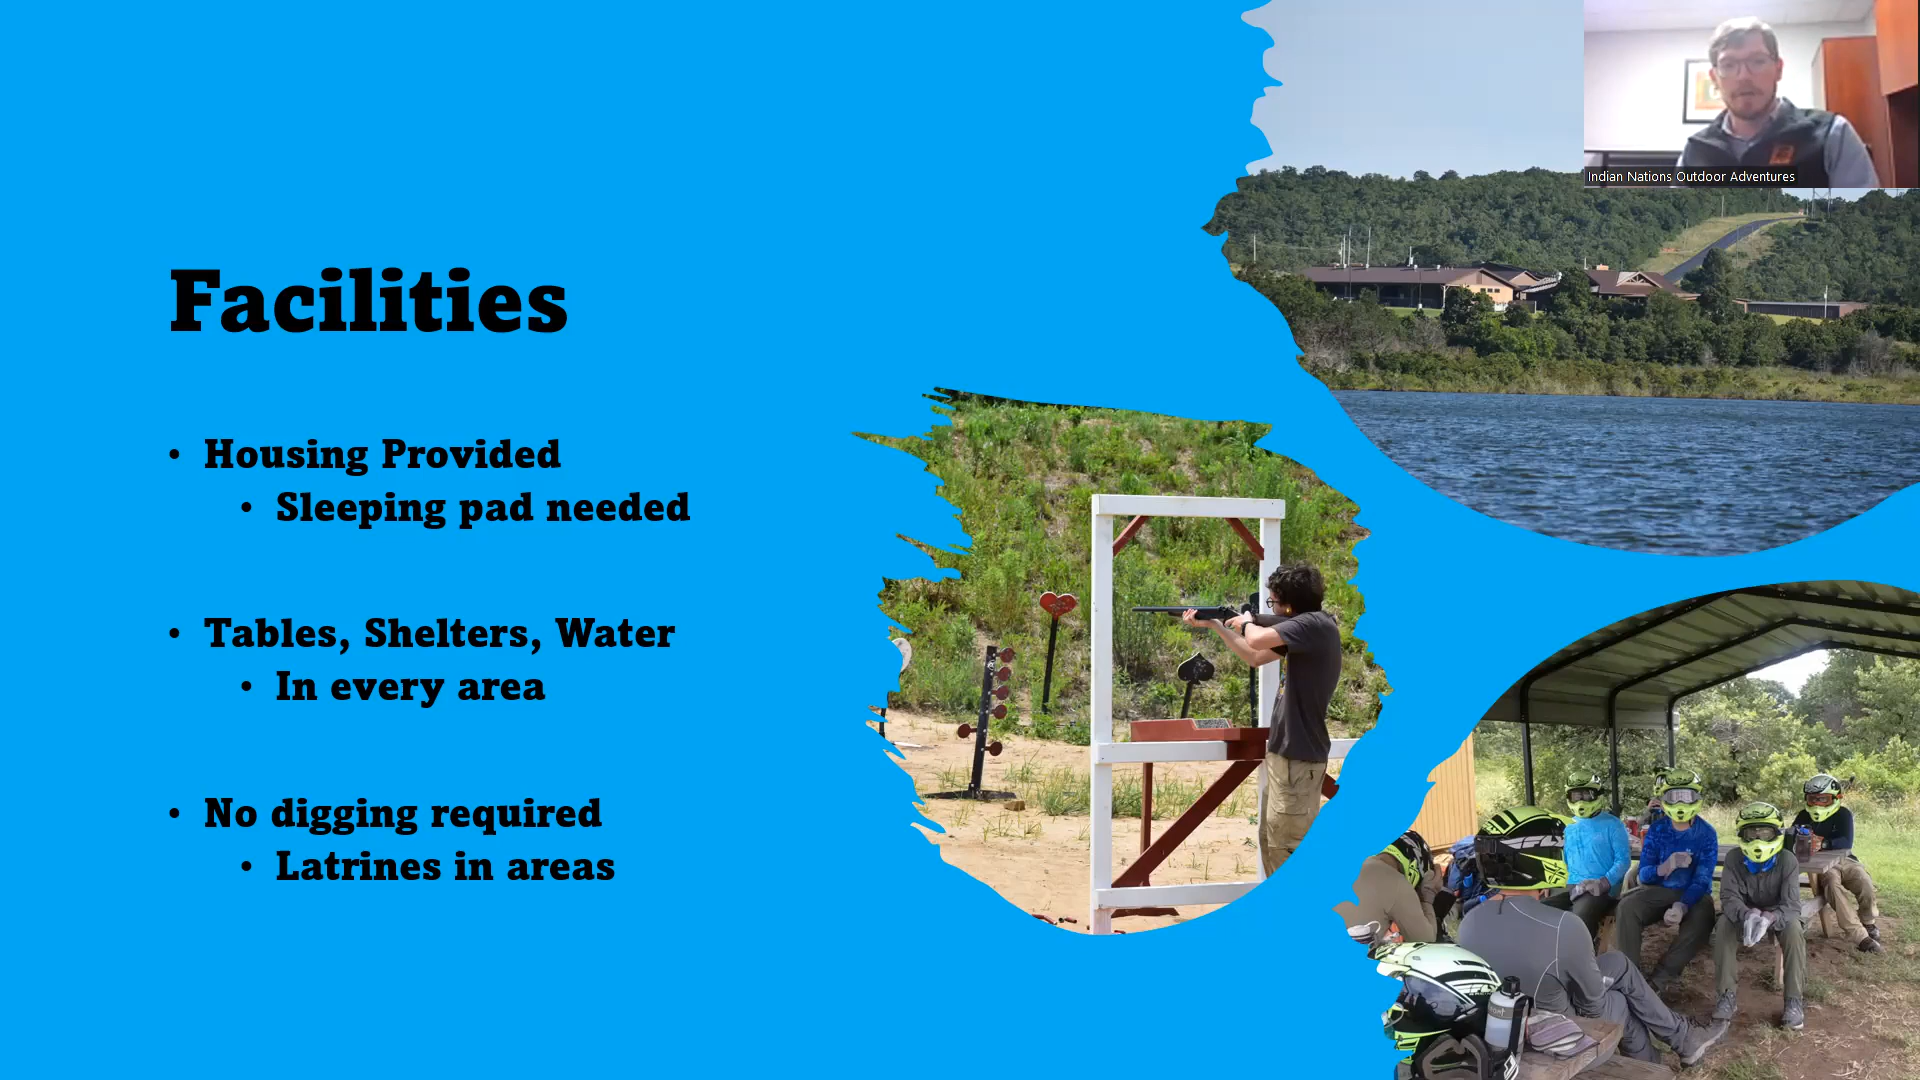 Indian Nations Outdoor Adventures
Facilities
• Housing Provided
• Sleeping pad needed
• Tables, Shelters, Water
• In every area
• No digging required
• Latrines in areas